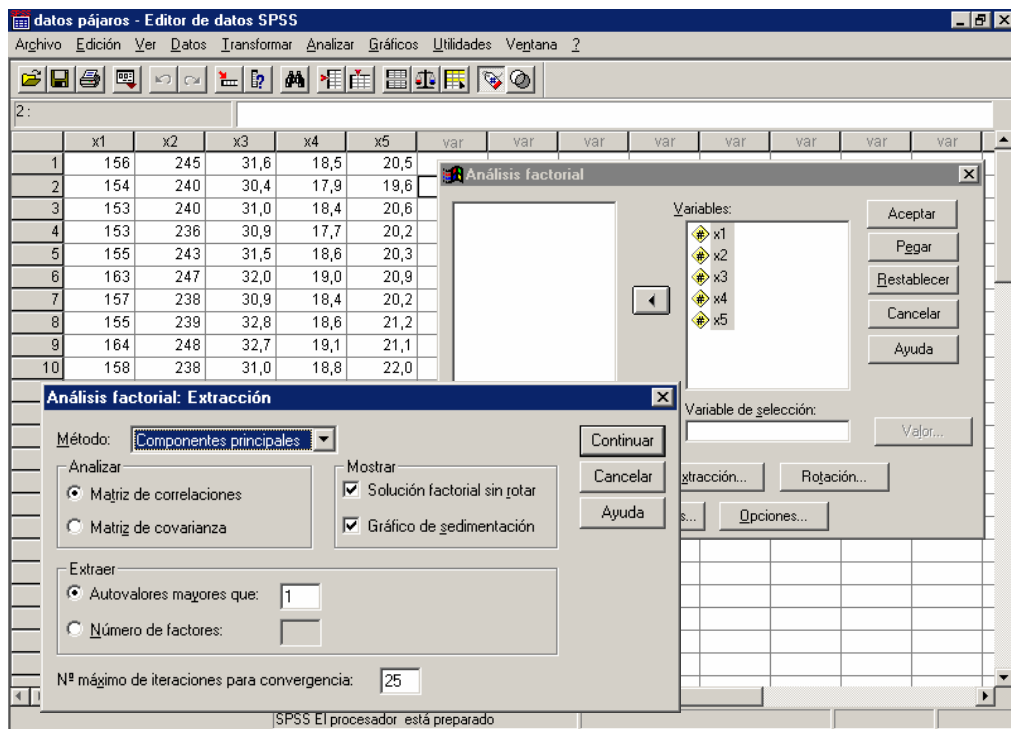 datos pájaros - Editor de datos SPSS
Archivo Edición Ver Datos Transformar Analizar Gráficos Utilidades Ventana ?
2 :
x1 x2 x3 x4 x5 var var var var var var var var
1 156 245 31,6 18,5 20,5
2 154 240 30,4 17,9 19,6
3 153 240 31,0 18,4 20,6
4 153 236 30,9 17,7 20,2
5 155 243 31,5 18,6 20,3
6 163 247 32,0 19,0 20,9
7 157 238 30,9 18,4 20,2
8 155 239 32,8 18,6 21,2
9 164 248 32,7 19,1 21,1
10 158 238 31,0 18,8 22,0
Análisis factorial
Variables:
x1
x2
x3
x4
x5
Aceptar
Pegar
Restablecer
Cancelar
Ayuda
Variable de selección:
Valor...
xtracción...
Rotación...
s...
Opciones...
Análisis factorial: Extracción
Método: Componentes principales
Continuar
Cancelar
Ayuda
Analizar
Matriz de correlaciones
Matriz de covarianza
Mostrar
Solución factorial sin rotar
Gráfico de sedimentación
Extraer
Autovalores mayores que: 1
Número de factores:
Nº máximo de iteraciones para convergencia: 25
SPSS El procesador está preparado